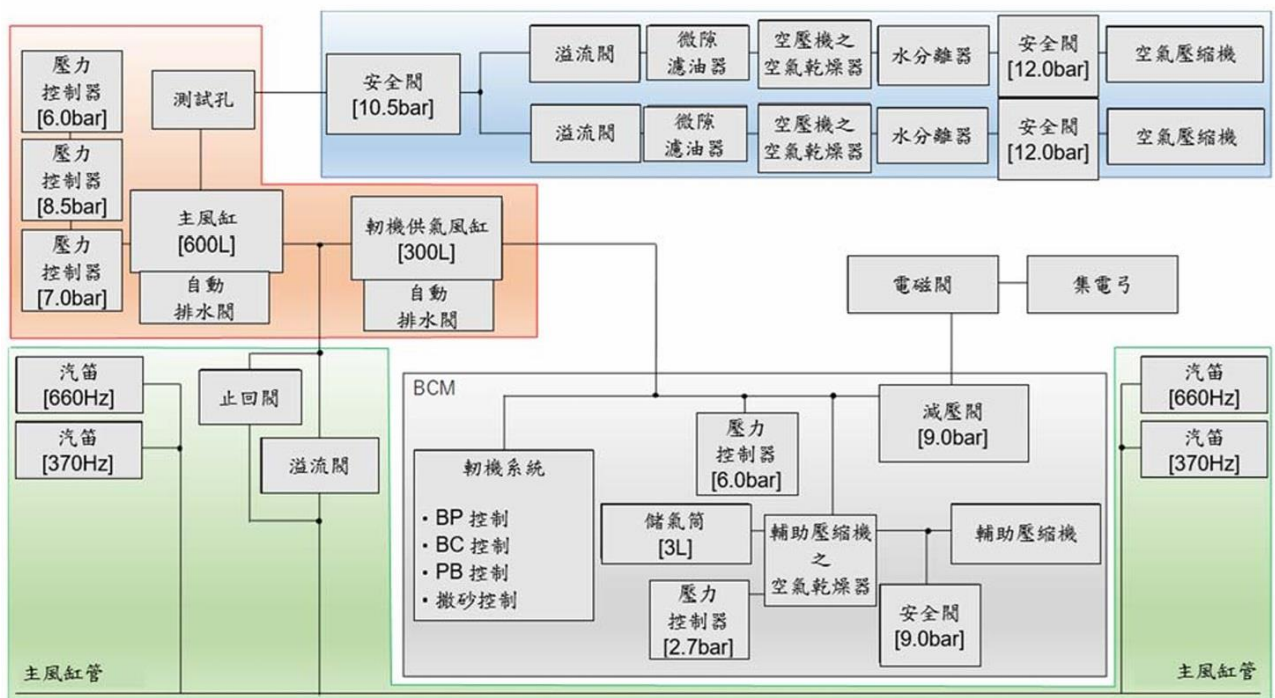 壓力
控制器
[6.0bar]
壓力
控制器
[8.5bar]
壓力
控制器
[7.0bar]
測試孔
主風缸
[600L]
自動
排水閥
軔機供氣風缸
[300L]
自動
排水閥
安全閥
[10.5bar]
溢流閥
微隙
濾油器
空壓機之
空氣乾燥器
水分離器
安全閥
[12.0bar]
空氣壓縮機
溢流閥
微隙
濾油器
空壓機之
空氣乾燥器
水分離器
安全閥
[12.0bar]
空氣壓縮機
電磁閥
集電弓
汽笛
[660Hz]
汽笛
[370Hz]
止回閥
溢流閥
主風缸管
BCM
軔機系統
・BP 控制
・BC 控制
・PB 控制
・撒砂控制
壓力
控制器
[6.0bar]
減壓閥
[9.0bar]
儲氣筒
[3L]
輔助壓縮機
之
空氣乾燥器
輔助壓縮機
壓力
控制器
[2.7bar]
安全閥
[9.0bar]
汽笛
[660Hz]
汽笛
[370Hz]
主風缸管